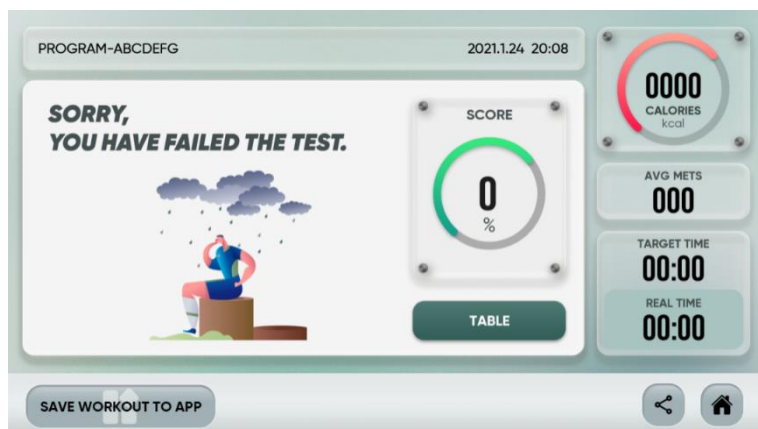 PROGRAM-ABCDEFG
2021.1.24 20:08
SORRY,
YOU HAVE FAILED THE TEST.
SCORE
0
%
TABLE
0000
CALORIES
kcal
AVG METS
000
TARGET TIME
00:00
REAL TIME
00:00
SAVE WORKOUT TO APP